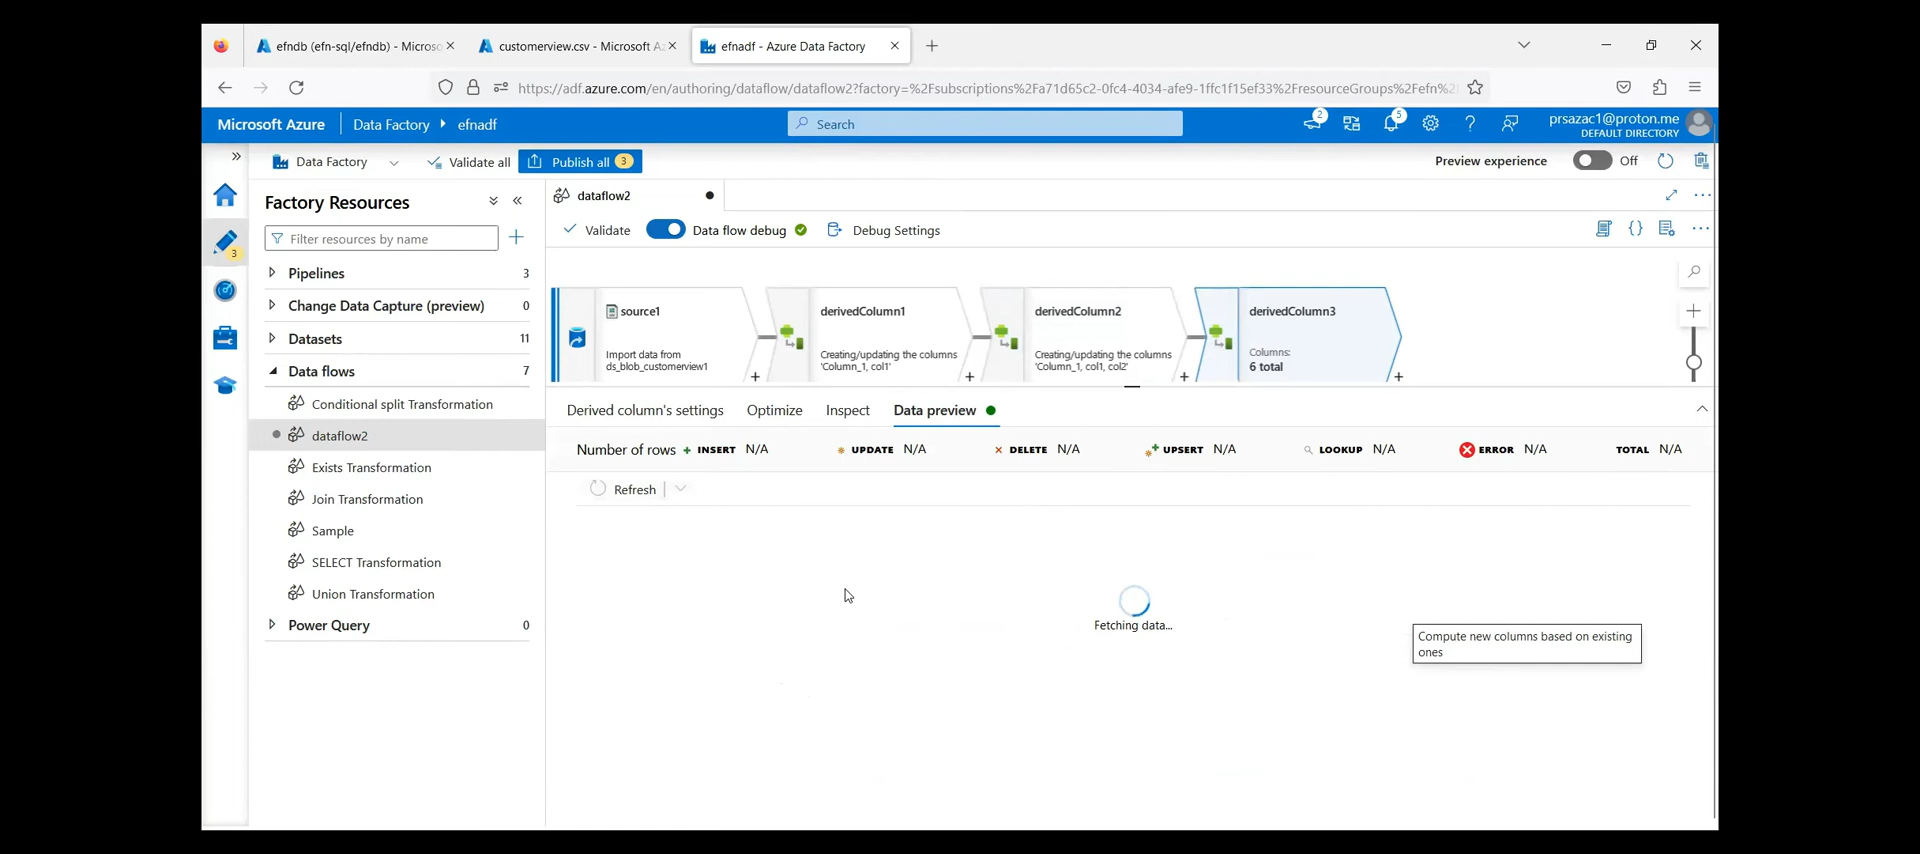 efndb (efn-sql/efndb) - Microso
customerview.csv - Microsoft Az
efnadf - Azure Data Factory
https://adf.azure.com/en/authoring/dataflow/dataflow2?factory=%2Fsubscriptions%2Fa71d65c2-0fc4-4034-afe9-1ffc1f15ef33%2FresourceGroups%2Fefn%2
Microsoft Azure
Data Factory
efnadf
Search
2
5
prsazac1@proton.me
DEFAULT DIRECTORY
Data Factory
Validate all
Publish all 3
Preview experience
Off
3
Factory Resources
Filter resources by name
Pipelines 3
Change Data Capture (preview) 0
Datasets 11
Data flows 7
Conditional split Transformation
dataflow2
Exists Transformation
Join Transformation
Sample
SELECT Transformation
Union Transformation
Power Query 0
dataflow2
Validate
Data flow debug
Debug Settings
source1
Import data from
ds_blob_customerview1
derivedColumn1
Creating/updating the columns
'Column_1, col1'
derivedColumn2
Creating/updating the columns
'Column_1, col1, col2'
derivedColumn3
Columns:
6 total
Derived column's settings
Optimize
Inspect
Data preview
Number of rows
INSERT N/A
UPDATE N/A
DELETE N/A
UPSERT N/A
LOOKUP N/A
ERROR N/A
TOTAL N/A
Refresh
Fetching data...
Compute new columns based on existing
ones